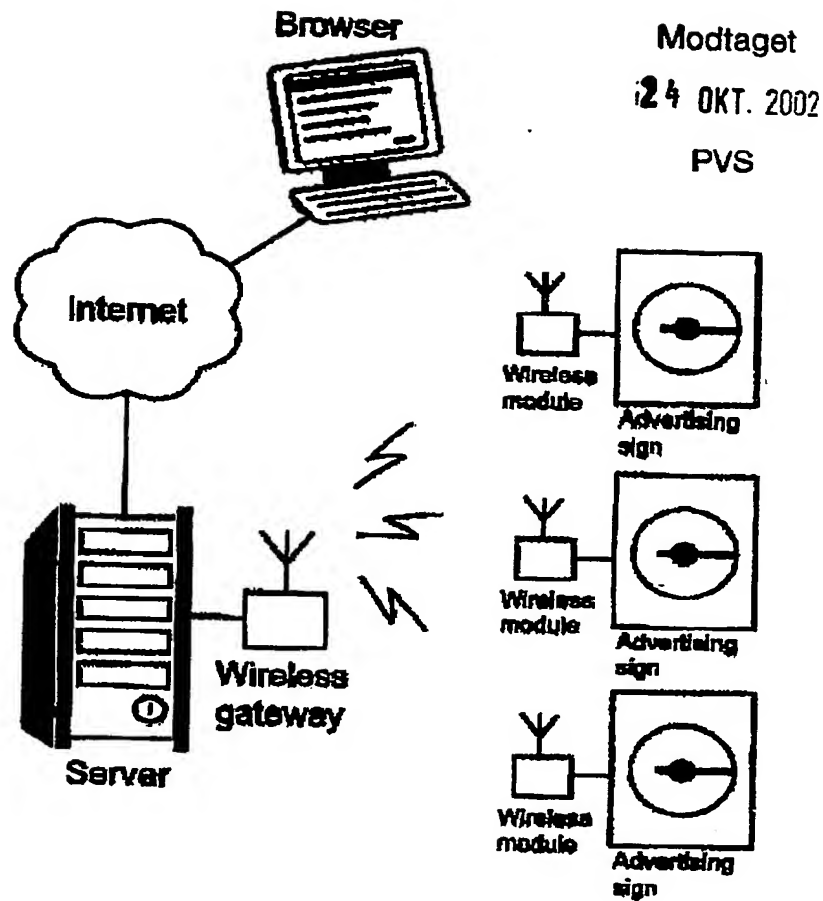 Browser
Modtaget
24 OKT. 2002
PVS
Internet
Wireless
module
Advertising
sign
Wireless
module
Advertising
sign
Wireless
gateway
Server
Wireless
module
Advertising
sign